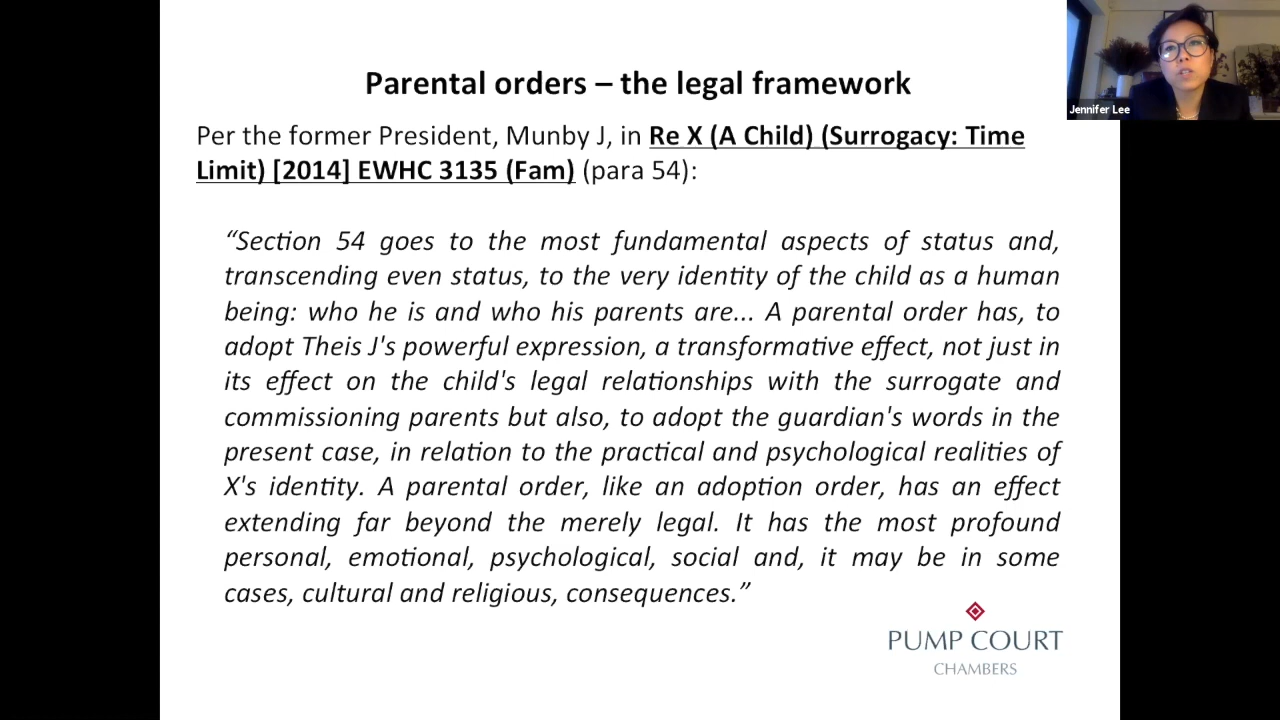 Parental orders – the legal framework
Jennifer Lee
Per the former President, Munby J, in Re X (A Child) (Surrogacy: Time
Limit) [2014] EWHC 3135 (Fam) (para 54):
“Section 54 goes to the most fundamental aspects of status and,
transcending even status, to the very identity of the child as a human
being: who he is and who his parents are... A parental order has, to
adopt Theis J's powerful expression, a transformative effect, not just in
its effect on the child's legal relationships with the surrogate and
commissioning parents but also, to adopt the guardian's words in the
present case, in relation to the practical and psychological realities of
X's identity. A parental order, like an adoption order, has an effect
extending far beyond the merely legal. It has the most profound
personal, emotional, psychological, social and, it may be in some
cases, cultural and religious, consequences.”
PUMP COURT
CHAMBERS